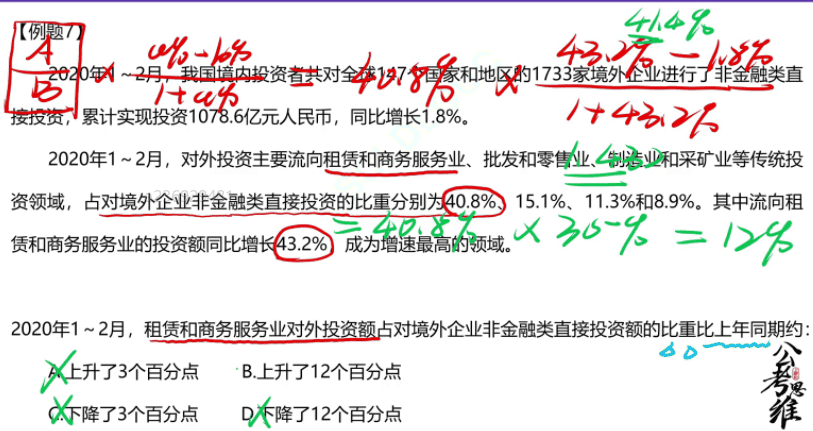 【例题7】
41.4%
A/B × a%-b%/1+a% = 40.8% × 43.2%-1.8%/1+43.2%
2020年1～2月，我国境内投资者共对全球147个国家和地区的1733家境外企业进行了非金融类直
接投资，累计实现投资1078.6亿元人民币，同比增长1.8%。
1.432
2020年1～2月，对外投资主要流向租赁和商务服务业、批发和零售业、制造业和采矿业等传统投
资领域，占对境外企业非金融类直接投资的比重分别为40.8%、15.1%、11.3%和8.9%。其中流向租
赁和商务服务业的投资额同比增长43.2%，成为增速最高的领域。
=40.8% × 30-% = 12%
2020年1～2月，租赁和商务服务业对外投资额占对境外企业非金融类直接投资额的比重比上年同期约：
A.上升了3个百分点 B.上升了12个百分点
C.下降了3个百分点 D.下降了12个百分点
公考思维